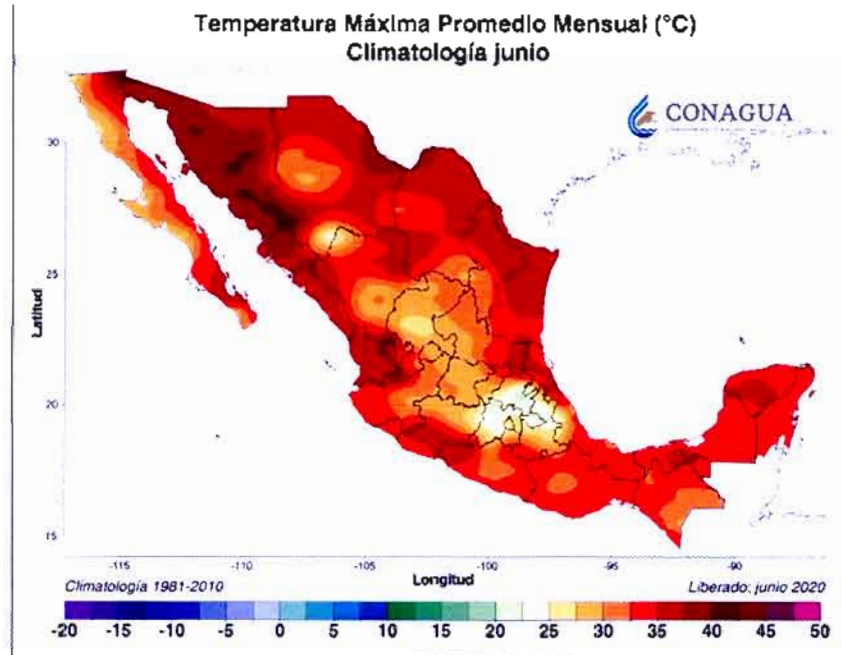 Temperatura Máxima Promedio Mensual (°C)
Climatología junio
CONAGUA
30
25
20
15
Latitud
-115
-110
-105
-100
-95
-90
Longitud
Climatología 1981-2010
Liberado: junio 2020
-20 -15 -10 -5 0 5 10 15 20 25 30 35 40 45 50